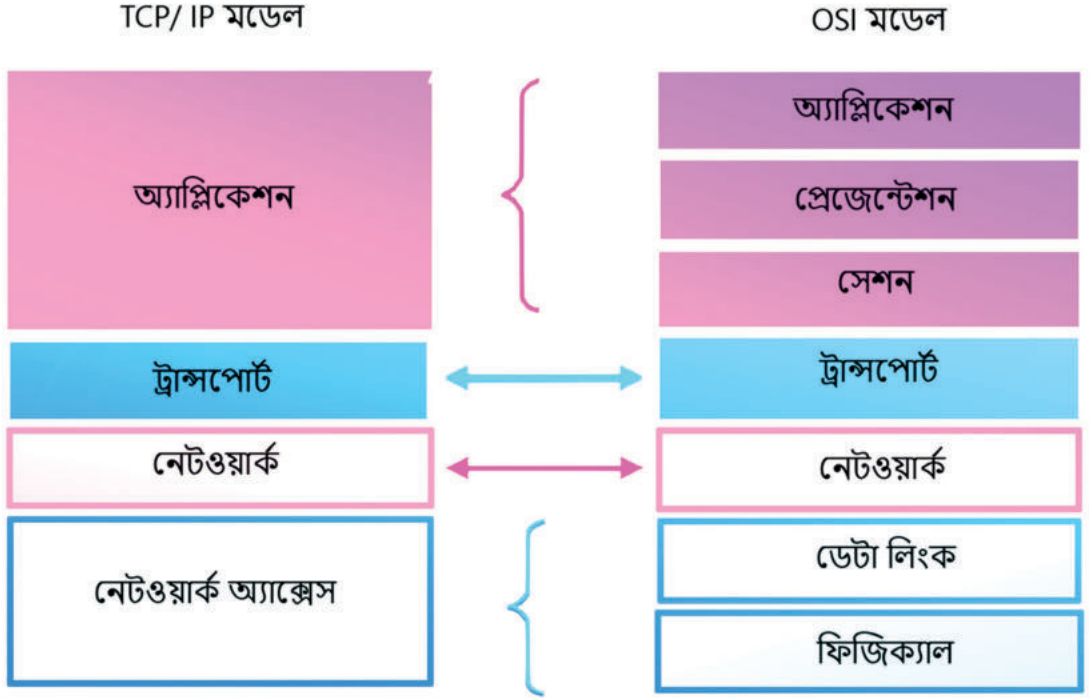 TCP/ IP মডেল
OSI মডেল
অ্যাপ্লিকেশন
ট্রান্সপোর্ট
নেটওয়ার্ক
নেটওয়ার্ক অ্যাক্সেস
অ্যাপ্লিকেশন
প্রেজেন্টেশন
সেশন
ট্রান্সপোর্ট
নেটওয়ার্ক
ডেটা লিংক
ফিজিক্যাল